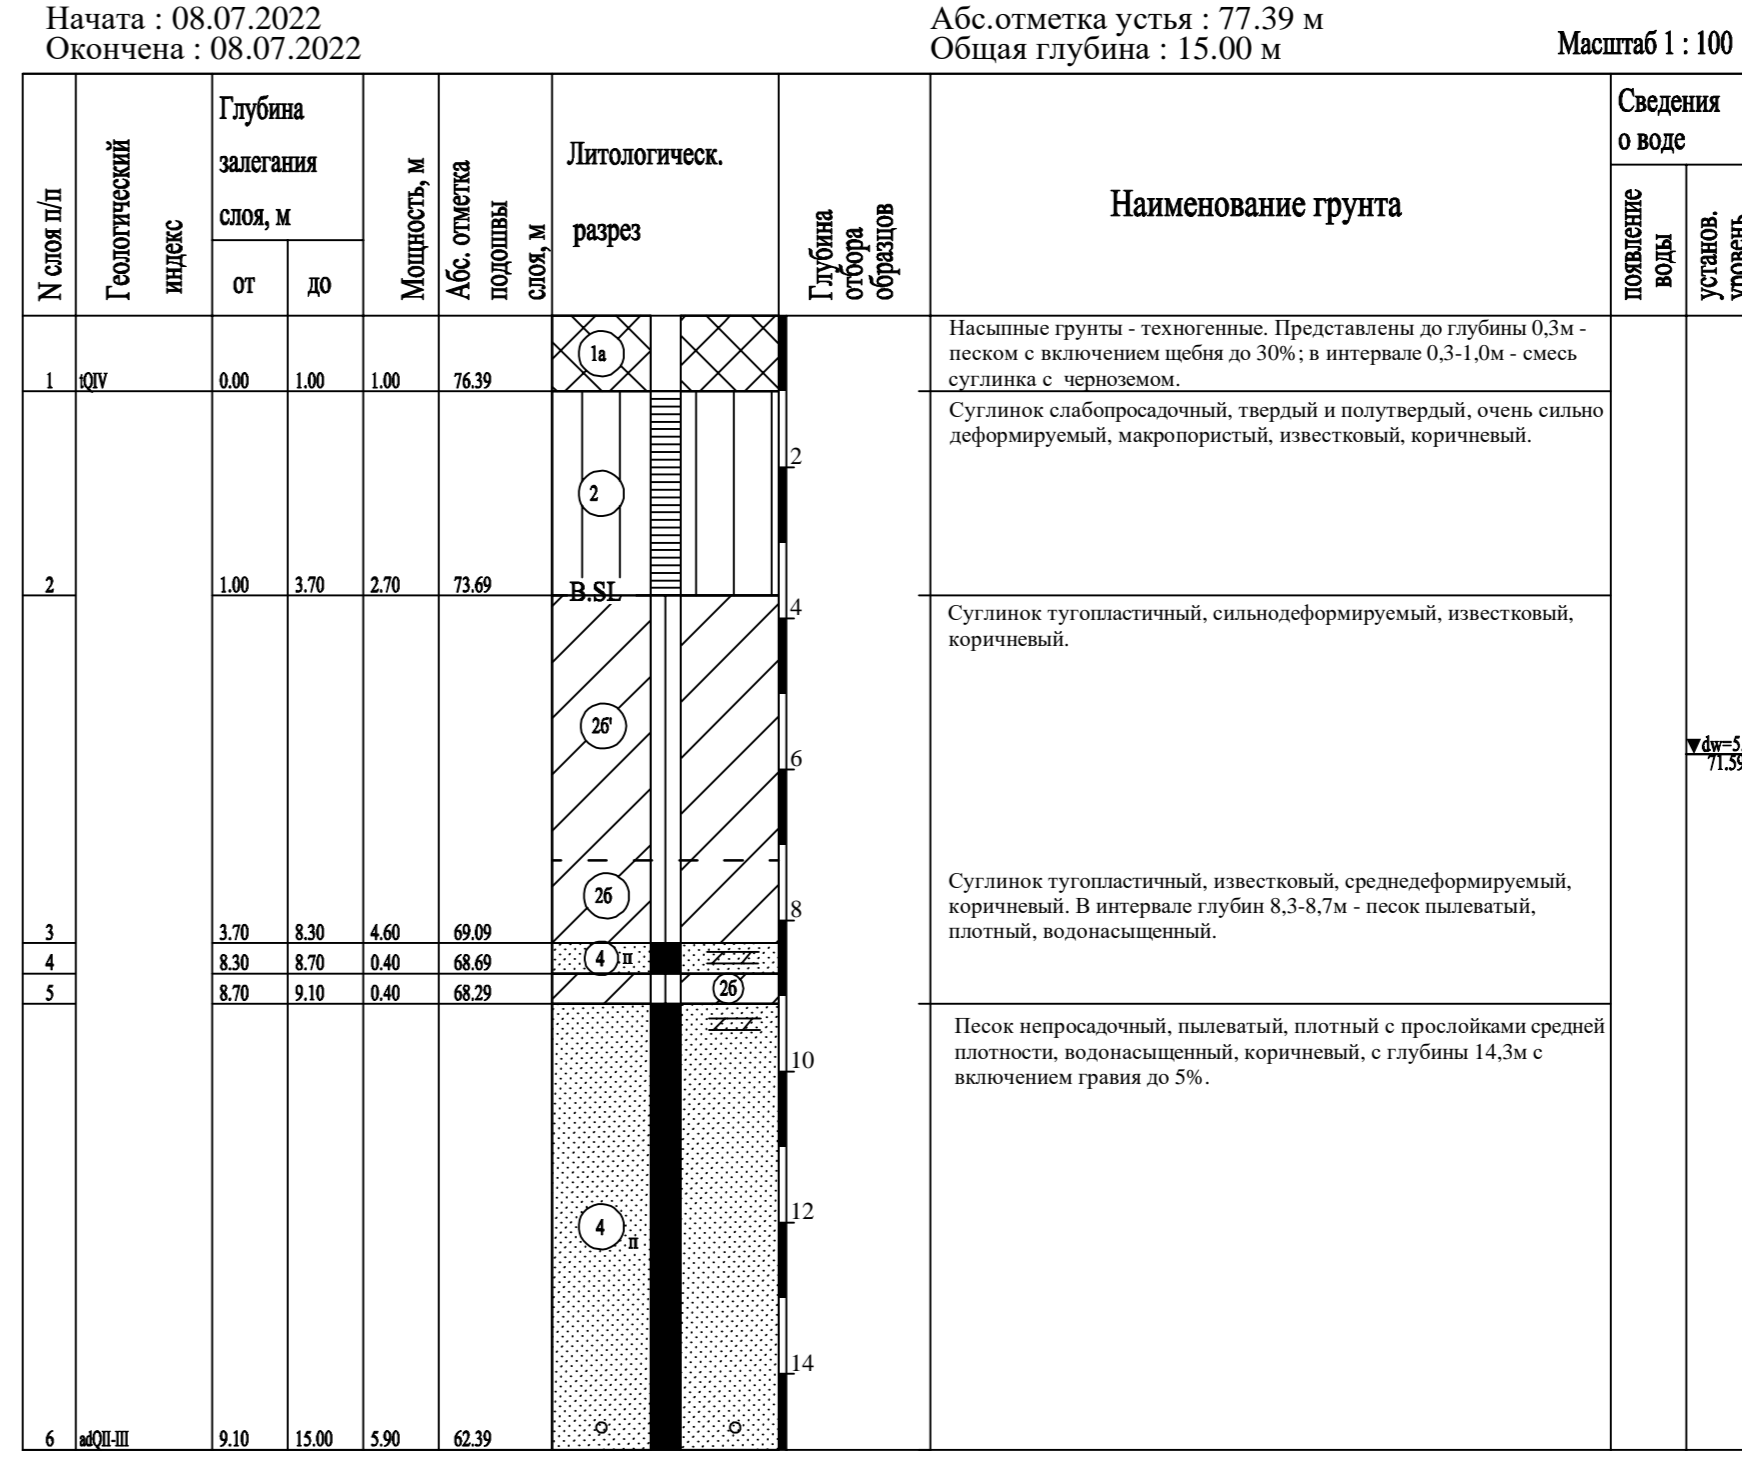 Начата : 08.07.2022
Окончена : 08.07.2022
Абс.отметка устья : 77.39 м
Общая глубина : 15.00 м
Масштаб 1 : 100
N слоя п/п
Геологический
индекс
Глубина
залегания
слоя, м
от
до
Мощность, м
Абс. отметка
подошвы
слоя, м
Литологическ.
разрез
Глубина
отбора
образцов
Наименование грунта
Сведения
о воде
появление
воды
установ.
уровень
1 tQIV 0.00 1.00 1.00 76.39
1а
Насыпные грунты - техногенные. Представлены до глубины 0,3м -
песком с включением щебня до 30%; в интервале 0,3-1,0м - смесь
суглинка с черноземом.
2 1.00 3.70 2.70 73.69
2
B.SL
2
Суглинок слабопросадочный, твердый и полутвердый, очень сильно
деформируемый, макропористый, известковый, коричневый.
4
Суглинок тугопластичный, сильнодеформируемый, известковый,
коричневый.
2б'
6
▼dw=5.
71.59
2б
8
Суглинок тугопластичный, известковый, среднедеформируемый,
коричневый. В интервале глубин 8,3-8,7м - песок пылеватый,
плотный, водонасыщенный.
3 3.70 8.30 4.60 69.09
4 8.30 8.70 0.40 68.69
4 п
5 8.70 9.10 0.40 68.29
2б
Песок непросадочный, пылеватый, плотный с прослойками средней
плотности, водонасыщенный, коричневый, с глубины 14,3м с
включением гравия до 5%.
10
12
4 п
14
6 adQII-III 9.10 15.00 5.90 62.39